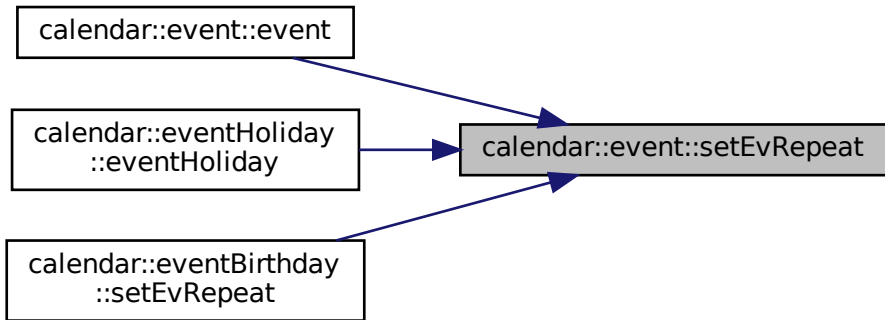 calendar::event::event
calendar::eventHoliday
::eventHoliday
calendar::event::setEvRepeat
calendar::eventBirthday
::setEvRepeat